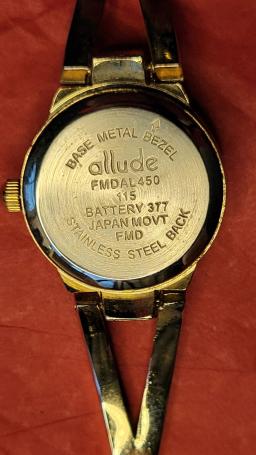 BASE METAL BEZEL
allude
FMDAL450
115
BATTERY 377
JAPAN MOVT
FMD
STAINLESS STEEL BACK